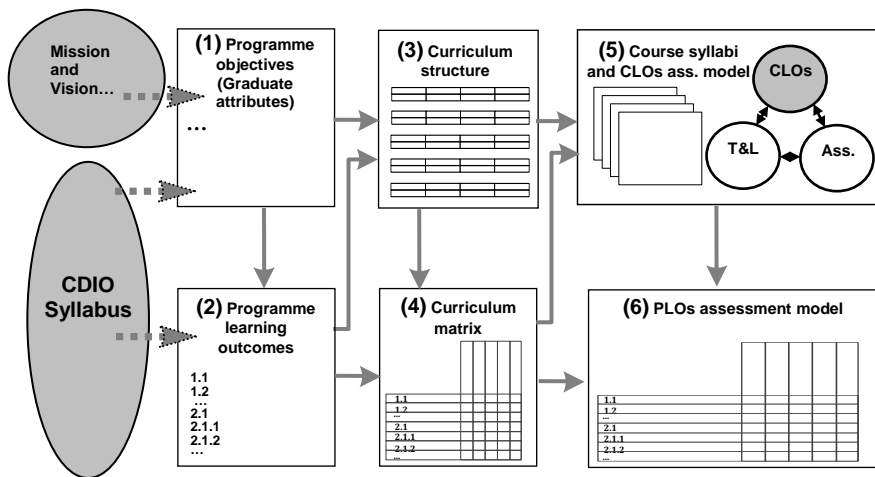 Mission
and
Vision…
(1) Programme
objectives
(Graduate
attributes)
…
(3) Curriculum
structure
(5) Course syllabi
and CLOs ass. model
CLOs
T&L
Ass.
CDIO
Syllabus
(2) Programme
learning
outcomes
1.1
1.2
…
2.1
2.1.1
2.1.2
…
(4) Curriculum
matrix
1.1
1.2
...
2.1
2.1.1
2.1.2
...
(6) PLOs assessment model
1.1
1.2
...
2.1
2.1.1
2.1.2
...